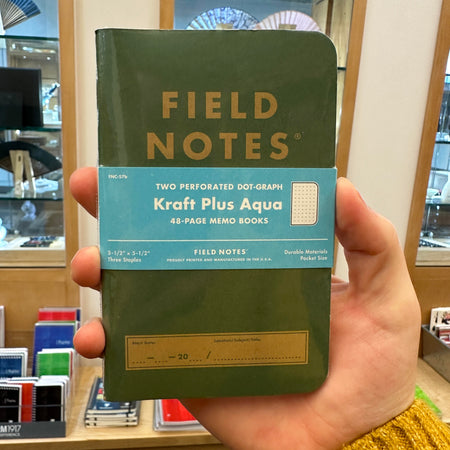 FIELD
NOTES®
FNC-57b
TWO PERFORATED DOT-GRAPH
Kraft Plus Aqua
48-PAGE MEMO BOOKS
3-1/2" × 5-1/2"
Three Staples
FIELD NOTES
PROUDLY PRINTED AND MANUFACTURED IN THE U.S.A.
Durable Materials
Pocket Size
20 /
1917